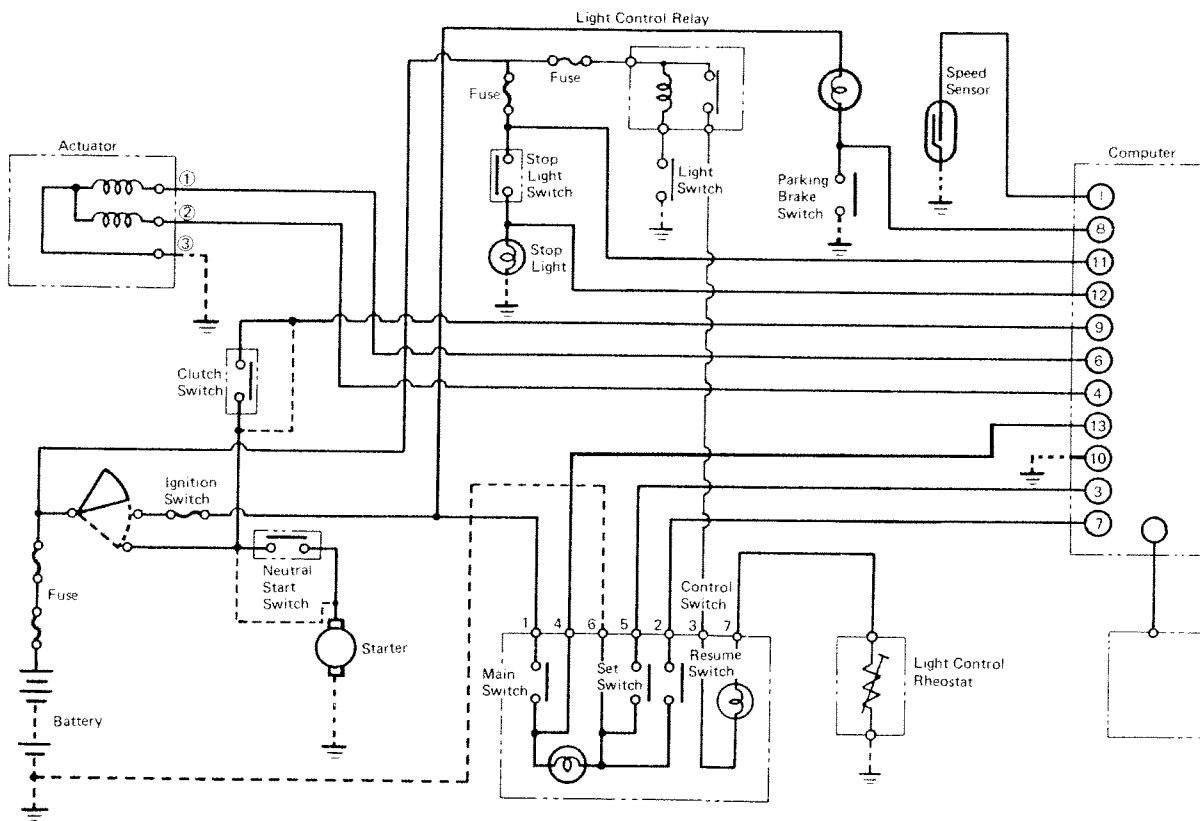 Light Control Relay
Fuse
Fuse
Speed
Sensor
Actuator
Computer
①
②
③
Stop
Light
Switch
Light
Switch
Parking
Brake
Switch
Stop
Light
1
8
11
12
9
6
4
13
10
3
7
Clutch
Switch
Ignition
Switch
Neutral
Start
Switch
Fuse
Starter
Battery
Control
Switch
1 4 6 5 2 3 7
Main
Switch
Set
Switch
Resume
Switch
Light Control
Rheostat